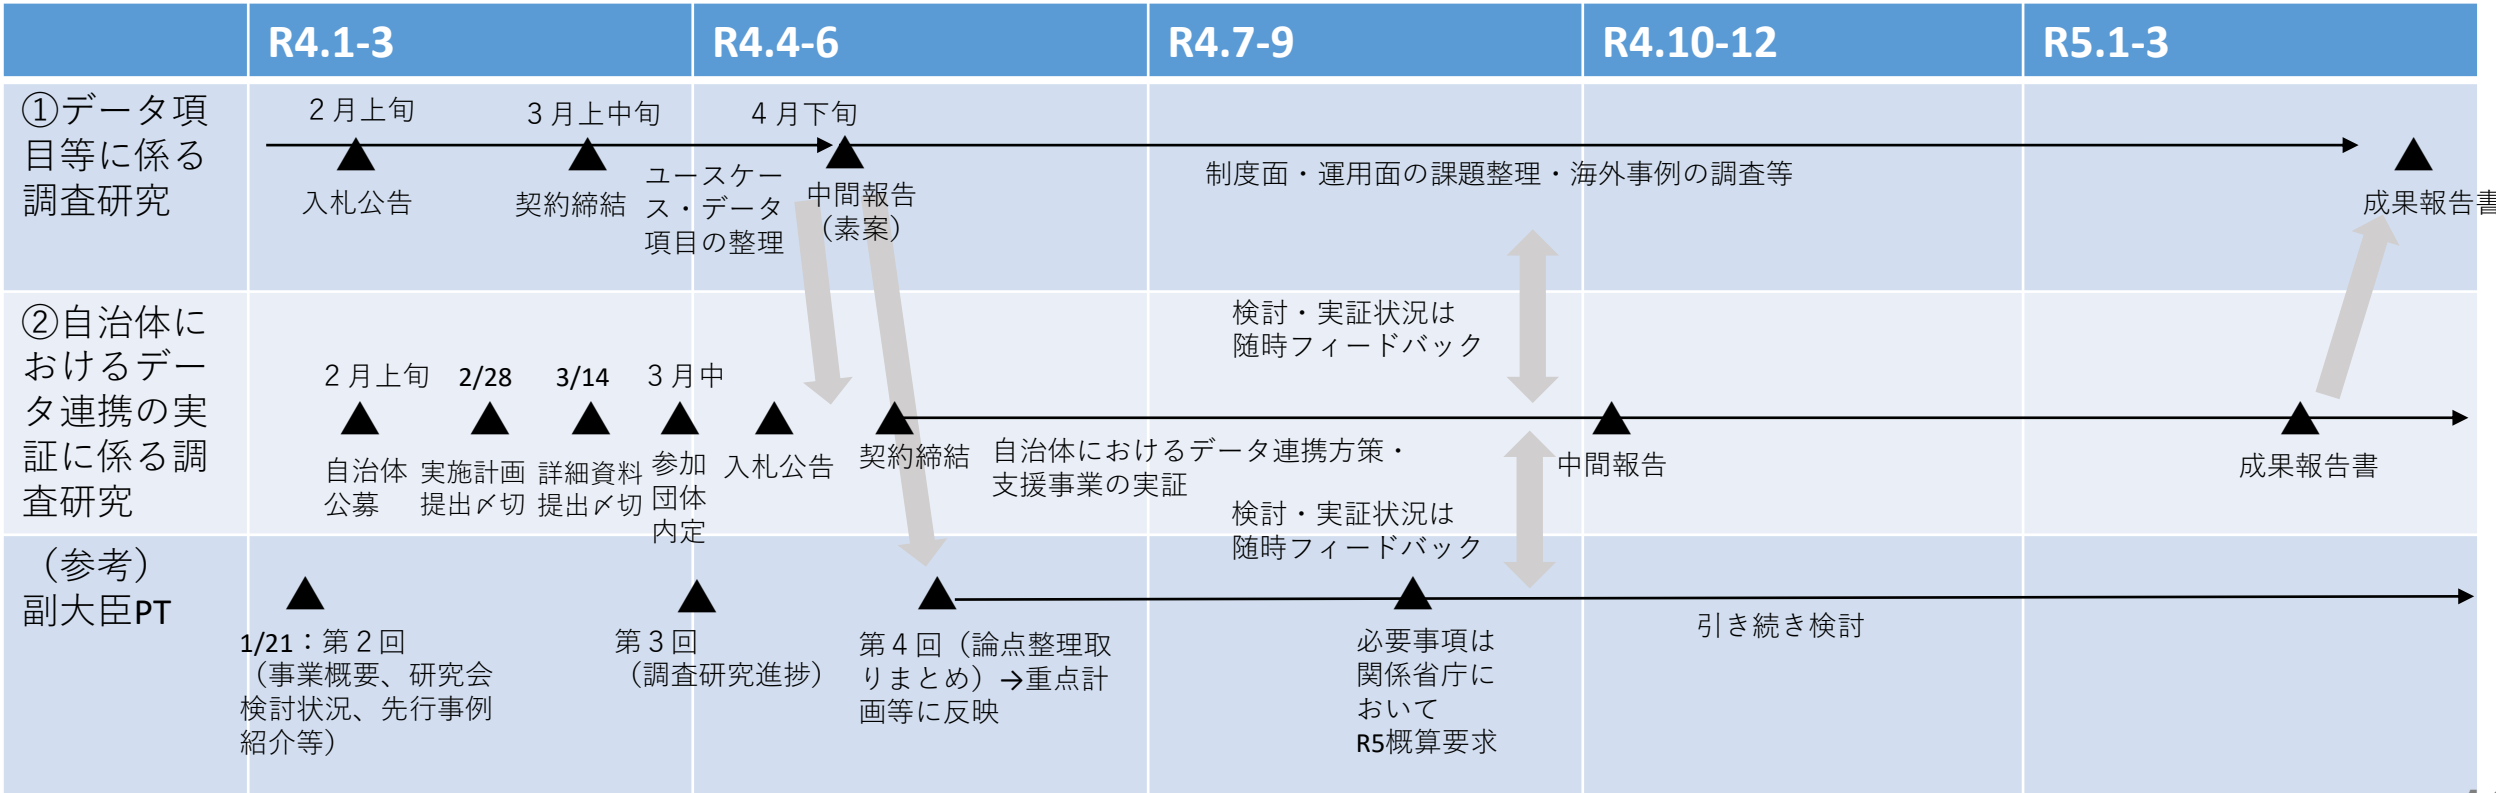 R4.1-3
R4.4-6
R4.7-9
R4.10-12
R5.1-3
①データ項
目等に係る
調査研究
２月上旬
３月上中旬
４月下旬
入札公告
契約締結
ユースケー
ス・データ
項目の整理
中間報告
（素案）
制度面・運用面の課題整理・海外事例の調査等
成果報告書
検討・実証状況は
随時フィードバック
②自治体に
おけるデー
タ連携の実
証に係る調
査研究
２月上旬
2/28
3/14
３月中
自治体
公募
実施計画
提出〆切
詳細資料
提出〆切
参加
団体
内定
入札公告
契約締結
自治体におけるデータ連携方策・
支援事業の実証
中間報告
成果報告書
検討・実証状況は
随時フィードバック
（参考）
副大臣PT
1/21：第２回
（事業概要、研究会
検討状況、先行事例
紹介等）
第３回
（調査研究進捗）
第４回（論点整理取
りまとめ）→重点計
画等に反映
必要事項は
関係省庁に
おいて
R5概算要求
引き続き検討